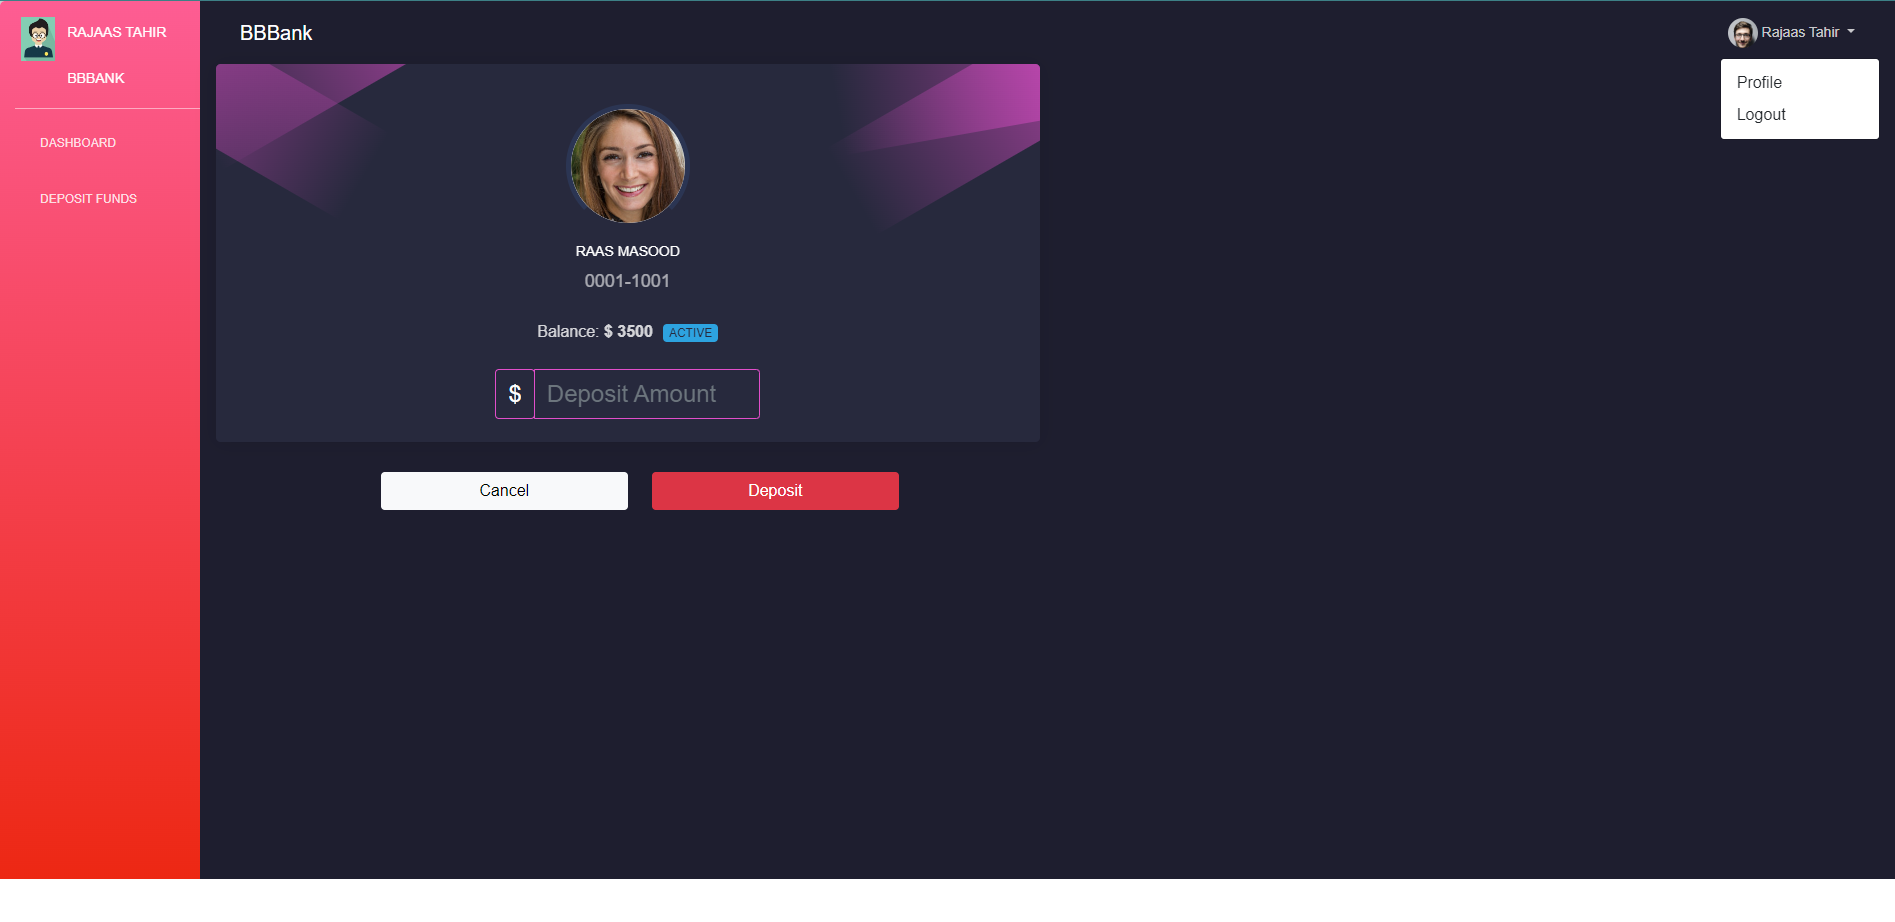 RAJAAS TAHIR
BBBANK
DASHBOARD
DEPOSIT FUNDS
BBBank
Rajaas Tahir
Profile
Logout
RAAS MASOOD
0001-1001
Balance: $ 3500 ACTIVE
$ Deposit Amount
Cancel
Deposit